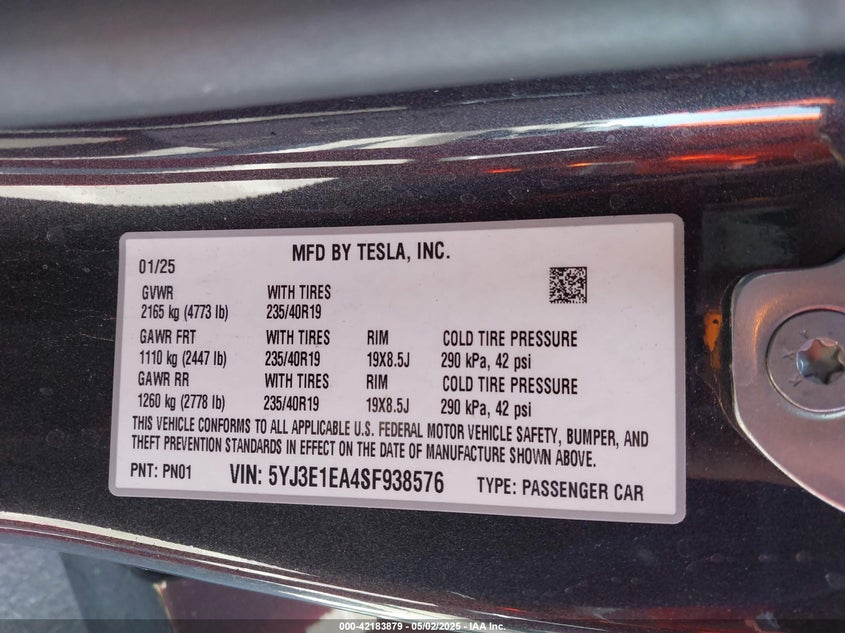 MFD BY TESLA, INC.
01/25
GVWR WITH TIRES
2165 kg (4773 lb) 235/40R19
GAWR FRT WITH TIRES RIM COLD TIRE PRESSURE
1110 kg (2447 lb) 235/40R19 19X8.5J 290 kPa, 42 psi
GAWR RR WITH TIRES RIM COLD TIRE PRESSURE
1260 kg (2778 lb) 235/40R19 19X8.5J 290 kPa, 42 psi
THIS VEHICLE CONFORMS TO ALL APPLICABLE U.S. FEDERAL MOTOR VEHICLE SAFETY, BUMPER, AND
THEFT PREVENTION STANDARDS IN EFFECT ON THE DATE OF MANUFACTURE SHOWN ABOVE.
PNT: PN01 VIN: 5YJ3E1EA4SF938576 TYPE: PASSENGER CAR
000-42183879 - 05/02/2025 - IAA Inc.